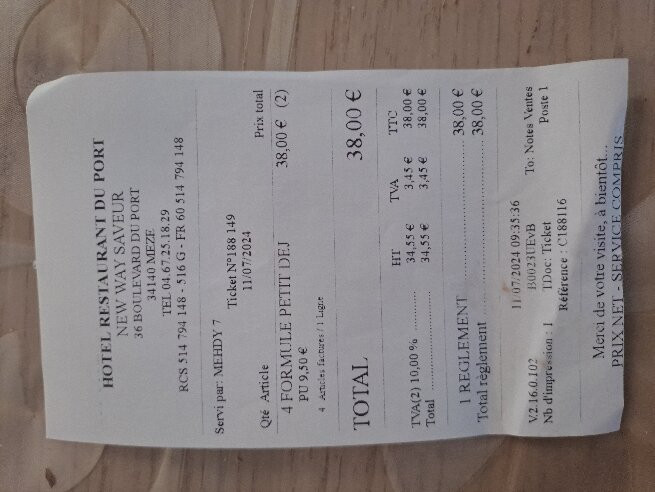 HOTEL RESTAURANT DU PORT
NEW WAY SAVEUR
36 BOULEVARD DU PORT
34140 MEZE
TEL 04.67.25.18.29
RCS 514 794 148 - 516 G - FR 60 514 794 148
Servi par: MEHDY 7
Ticket N°188 149
11/07/2024
Qté Article Prix total
4 FORMULE PETIT DEJ 38,00 € (2)
PU 9,50 €
4 Articles factures / 1 Ligne
TOTAL 38,00 €
HT TVA TTC
TVA(2) 10,00 % 34,55 € 3,45 € 38,00 €
Total 34,55 € 3,45 € 38,00 €
1 REGLEMENT 38,00 €
Total règlement 38,00 €
11/07/2024 09:35:36
V.2.16.0.102 B0023UEvB To: Notes Ventes
Nb d'impression : 1 IDoc: Ticket Poste 1
Référence : C188116
Merci de votre visite, à bientôt...
PRIX NET - SERVICE COMPRIS